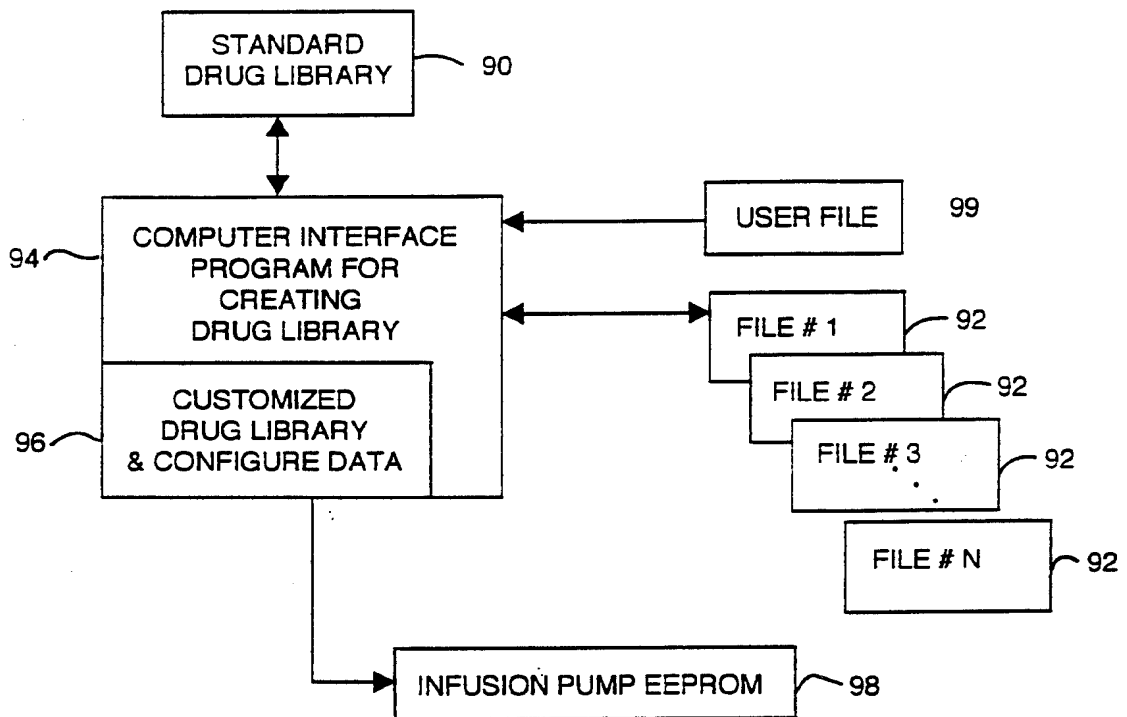 STANDARD
DRUG LIBRARY
90
COMPUTER INTERFACE
PROGRAM FOR
CREATING
DRUG LIBRARY
94
USER FILE
99
FILE # 1
92
FILE # 2
92
FILE # 3
92
FILE # N
92
CUSTOMIZED
DRUG LIBRARY
& CONFIGURE DATA
96
INFUSION PUMP EEPROM
98